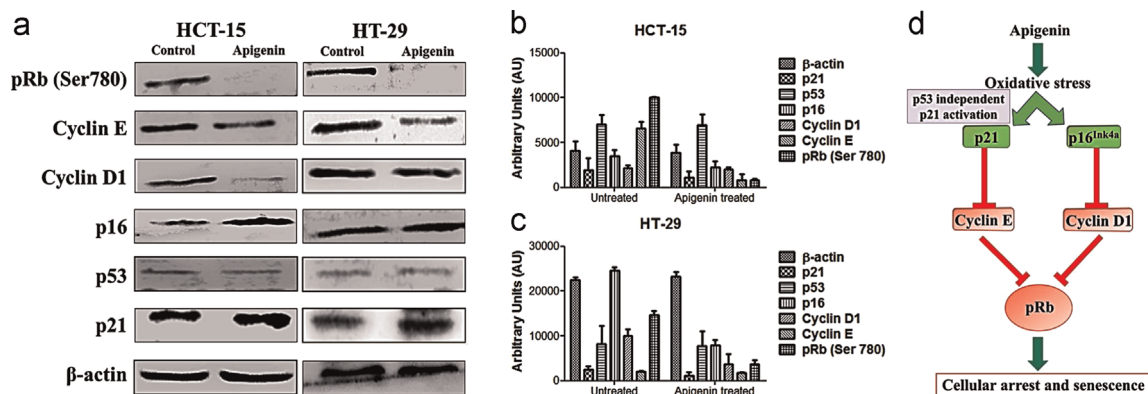 a
HCT-15
HT-29
Control Apigenin
Control Apigenin
pRb (Ser780)
Cyclin E
Cyclin D1
p16
p53
p21
β-actin
b
HCT-15
Arbitrary Units (AU)
15000
10000
5000
0
Untreated
Apigenin treated
β-actin
p21
p53
p16
Cyclin D1
Cyclin E
pRb (Ser 780)
c
HT-29
Arbitrary Units (AU)
30000
20000
10000
0
Untreated
Apigenin treated
β-actin
p21
p53
p16
Cyclin D1
Cyclin E
pRb (Ser 780)
d
Apigenin
Oxidative stress
p53 independent
p21 activation
p21
p16Ink4a
Cyclin E
Cyclin D1
pRb
Cellular arrest and senescence